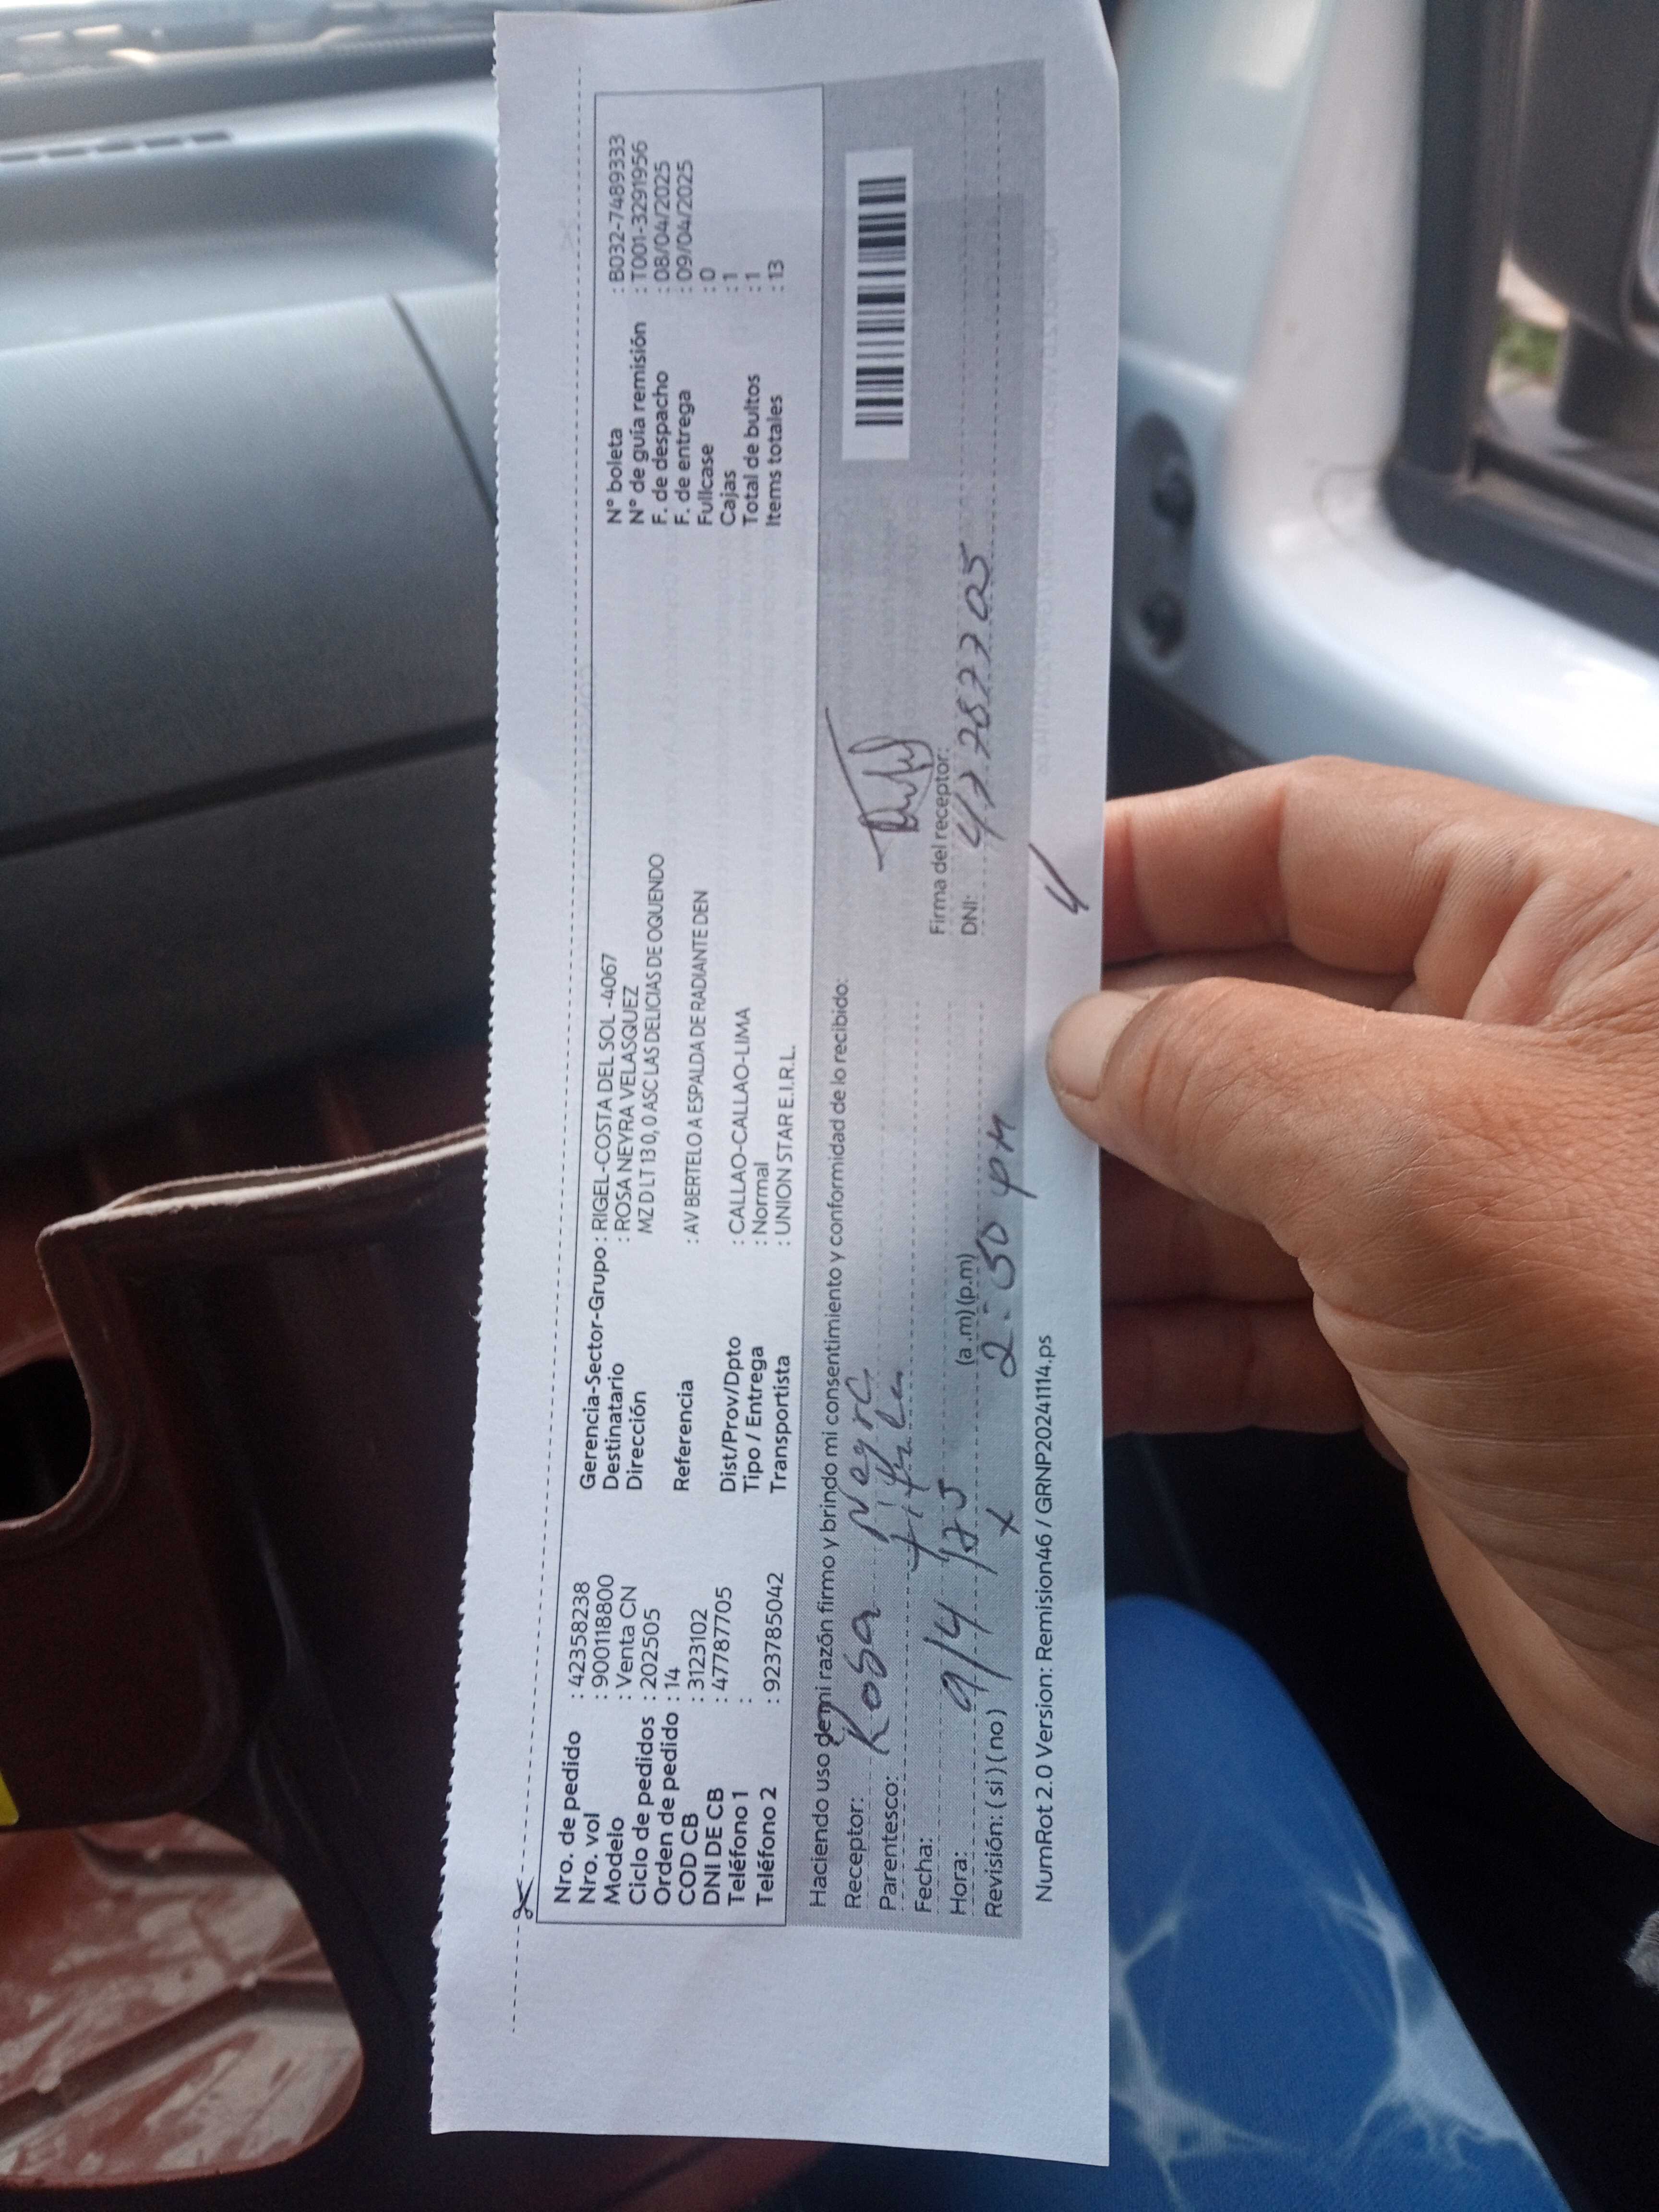 Nro. de pedido : 42358238
Nro. vol : 900118800
Modelo : Venta CN
Ciclo de pedidos : 202505
Orden de pedido : 14
COD CB : 3123102
DNI DE CB : 47787705
Teléfono 1 :
Teléfono 2 : 923785042
Gerencia-Sector-Grupo : RIGEL-COSTA DEL SOL -4067
Destinatario : ROSA NEYRA VELASQUEZ
Dirección MZ D LT 13 0, 0 ASC LAS DELICIAS DE OQUENDO
Referencia : AV BERTELO A ESPALDA DE RADIANTE DEN
Dist/Prov/Dpto : CALLAO-CALLAO-LIMA
Tipo / Entrega : Normal
Transportista : UNION STAR E.I.R.L.
N° boleta : B032-7489333
N° de guía remisión : T001-3291956
F. de despacho : 08/04/2025
F. de entrega : 09/04/2025
Fullcase : 0
Cajas : 1
Total de bultos : 1
Items totales : 13
Haciendo uso de mi razón firmo y brindo mi consentimiento y conformidad de lo recibido:
Receptor: Rosa
Parentesco:
Fecha: 9/4/25
Hora: (a .m) (p.m) 2:50 PM
Revisión: ( si ) ( no ) X
Firma del receptor:
DNI:
NumRot 2.0 Version: Remision46 / GRNP20241114.ps